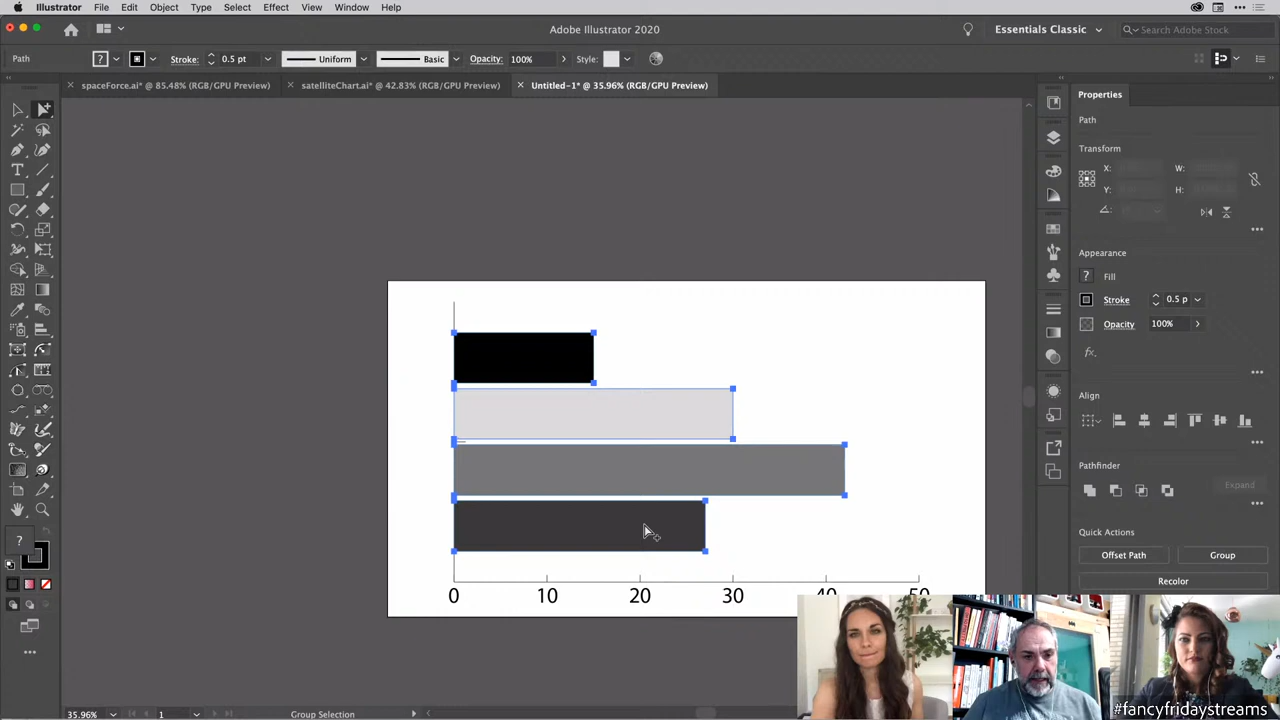 Illustrator File Edit Object Type Select Effect View Window Help
Adobe Illustrator 2020
Essentials Classic
Search Adobe Stock
Path
?
Stroke:
0.5 pt
Uniform
Basic
Opacity:
100%
Style:
spaceForce.ai* @ 85.48% (RGB/GPU Preview)
satelliteChart.ai* @ 42.83% (RGB/GPU Preview)
Untitled-1* @ 35.96% (RGB/GPU Preview)
Properties
Path
Transform
X:
W:
Y:
H:
Appearance
? Fill
Stroke 0.5 p
Opacity 100%
fx.
Align
Pathfinder
Expand
Quick Actions
Offset Path
Group
Recolor
?
0 10 20 30 40 50
35.96%
1
Group Selection
#fancyfridaystreams